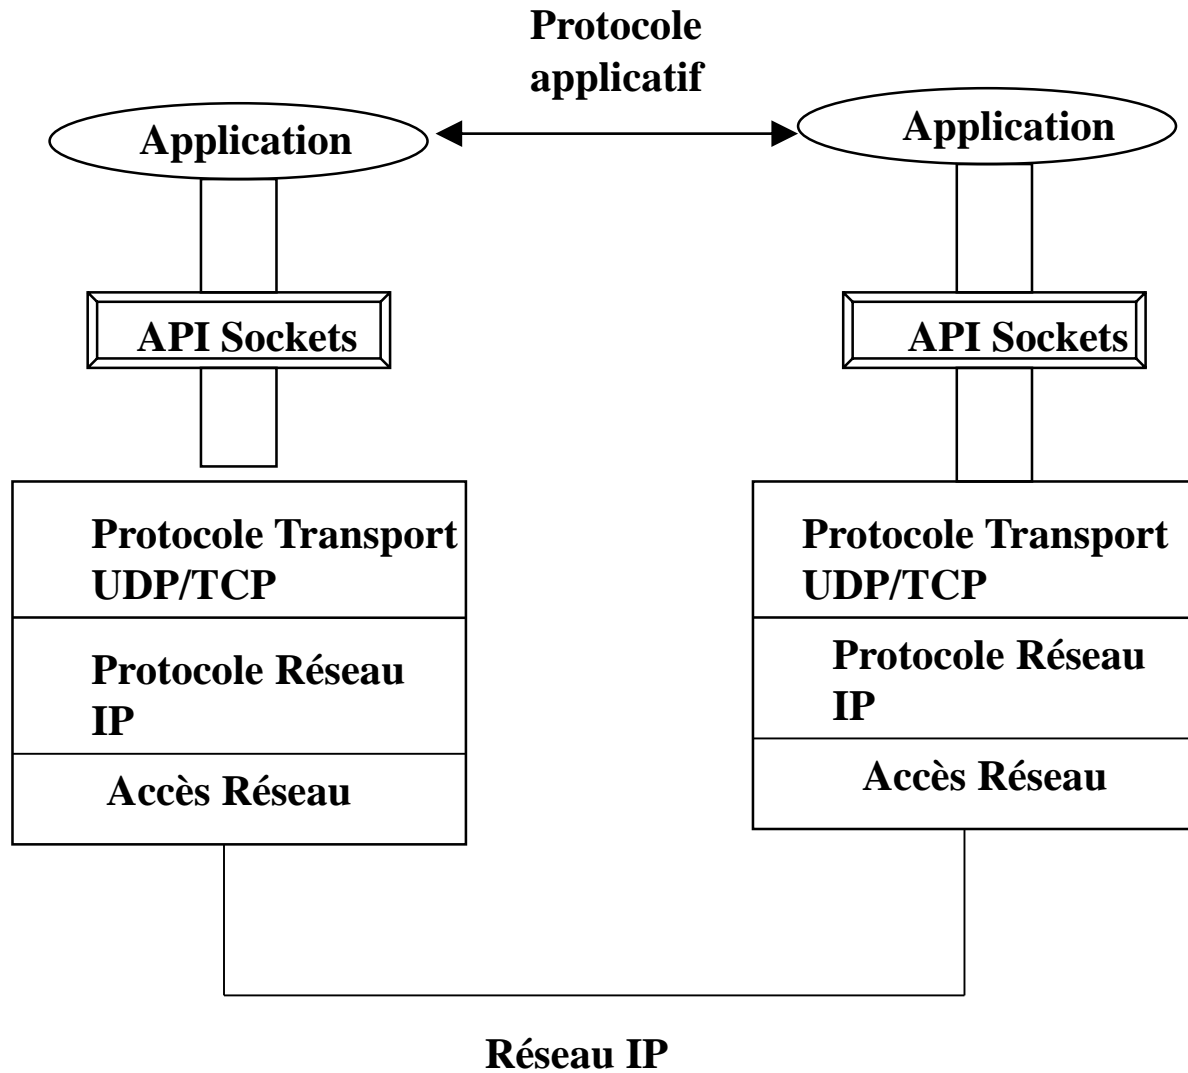 Protocole
applicatif
Application
Application
API Sockets
API Sockets
Protocole Transport
UDP/TCP
Protocole Transport
UDP/TCP
Protocole Réseau
IP
Protocole Réseau
IP
Accès Réseau
Accès Réseau
Réseau IP